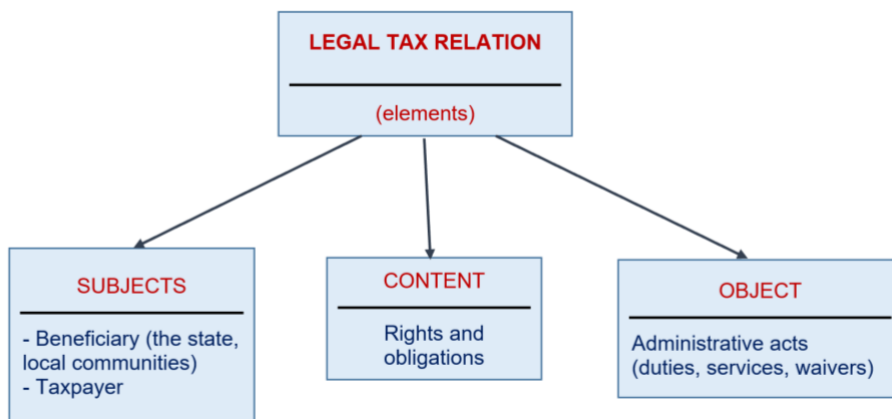 LEGAL TAX RELATION
(elements)
SUBJECTS
- Beneficiary (the state,
local communities)
- Taxpayer
CONTENT
Rights and
obligations
OBJECT
Administrative acts
(duties, services, waivers)